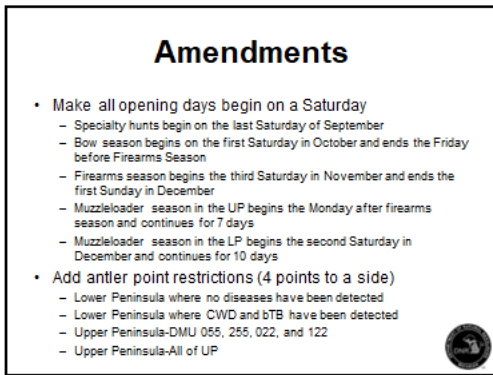 Amendments
• Make all opening days begin on a Saturday
– Specialty hunts begin on the last Saturday of September
– Bow season begins on the first Saturday in October and ends the Friday
before Firearms Season
– Firearms season begins the third Saturday in November and ends the
first Sunday in December
– Muzzleloader season in the UP begins the Monday after firearms
season and continues for 7 days
– Muzzleloader season in the LP begins the second Saturday in
December and continues for 10 days
• Add antler point restrictions (4 points to a side)
– Lower Peninsula where no diseases have been detected
– Lower Peninsula where CWD and bTB have been detected
– Upper Peninsula-DMU 055, 255, 022, and 122
– Upper Peninsula-All of UP
DNR